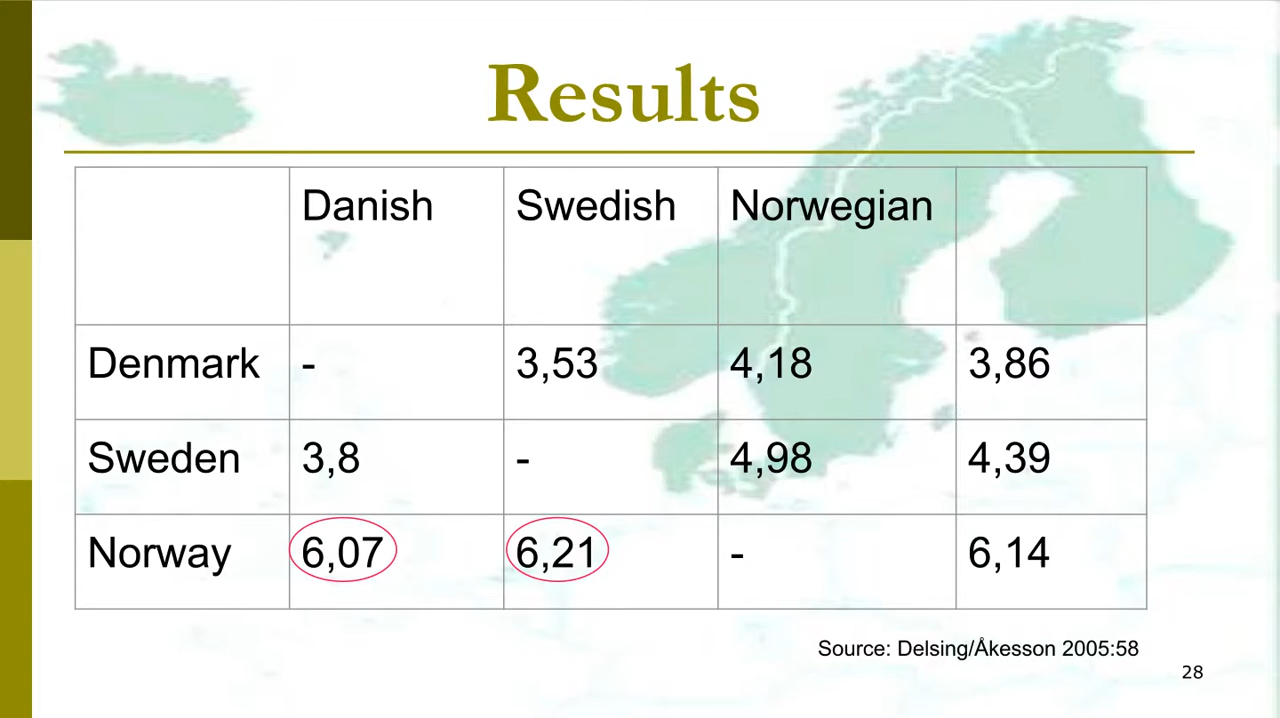 Results
Danish Swedish Norwegian
Denmark - 3,53 4,18 3,86
Sweden 3,8 - 4,98 4,39
Norway 6,07 6,21 - 6,14
Source: Delsing/Åkesson 2005:58
28